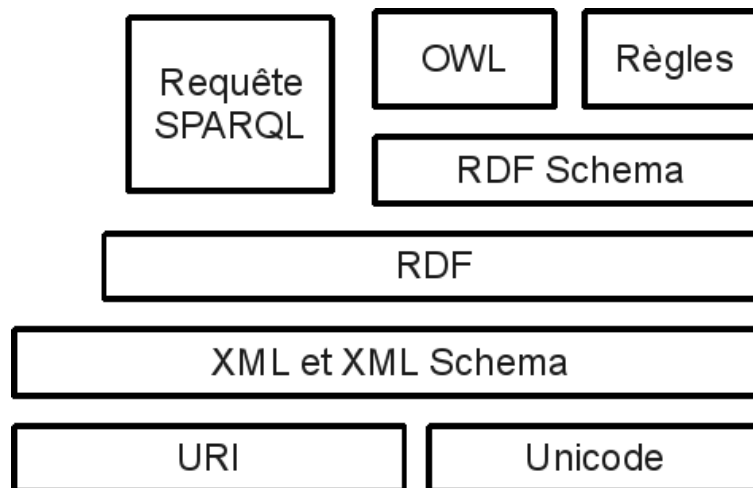 Requête
SPARQL
OWL
Règles
RDF Schema
RDF
XML et XML Schema
URI
Unicode